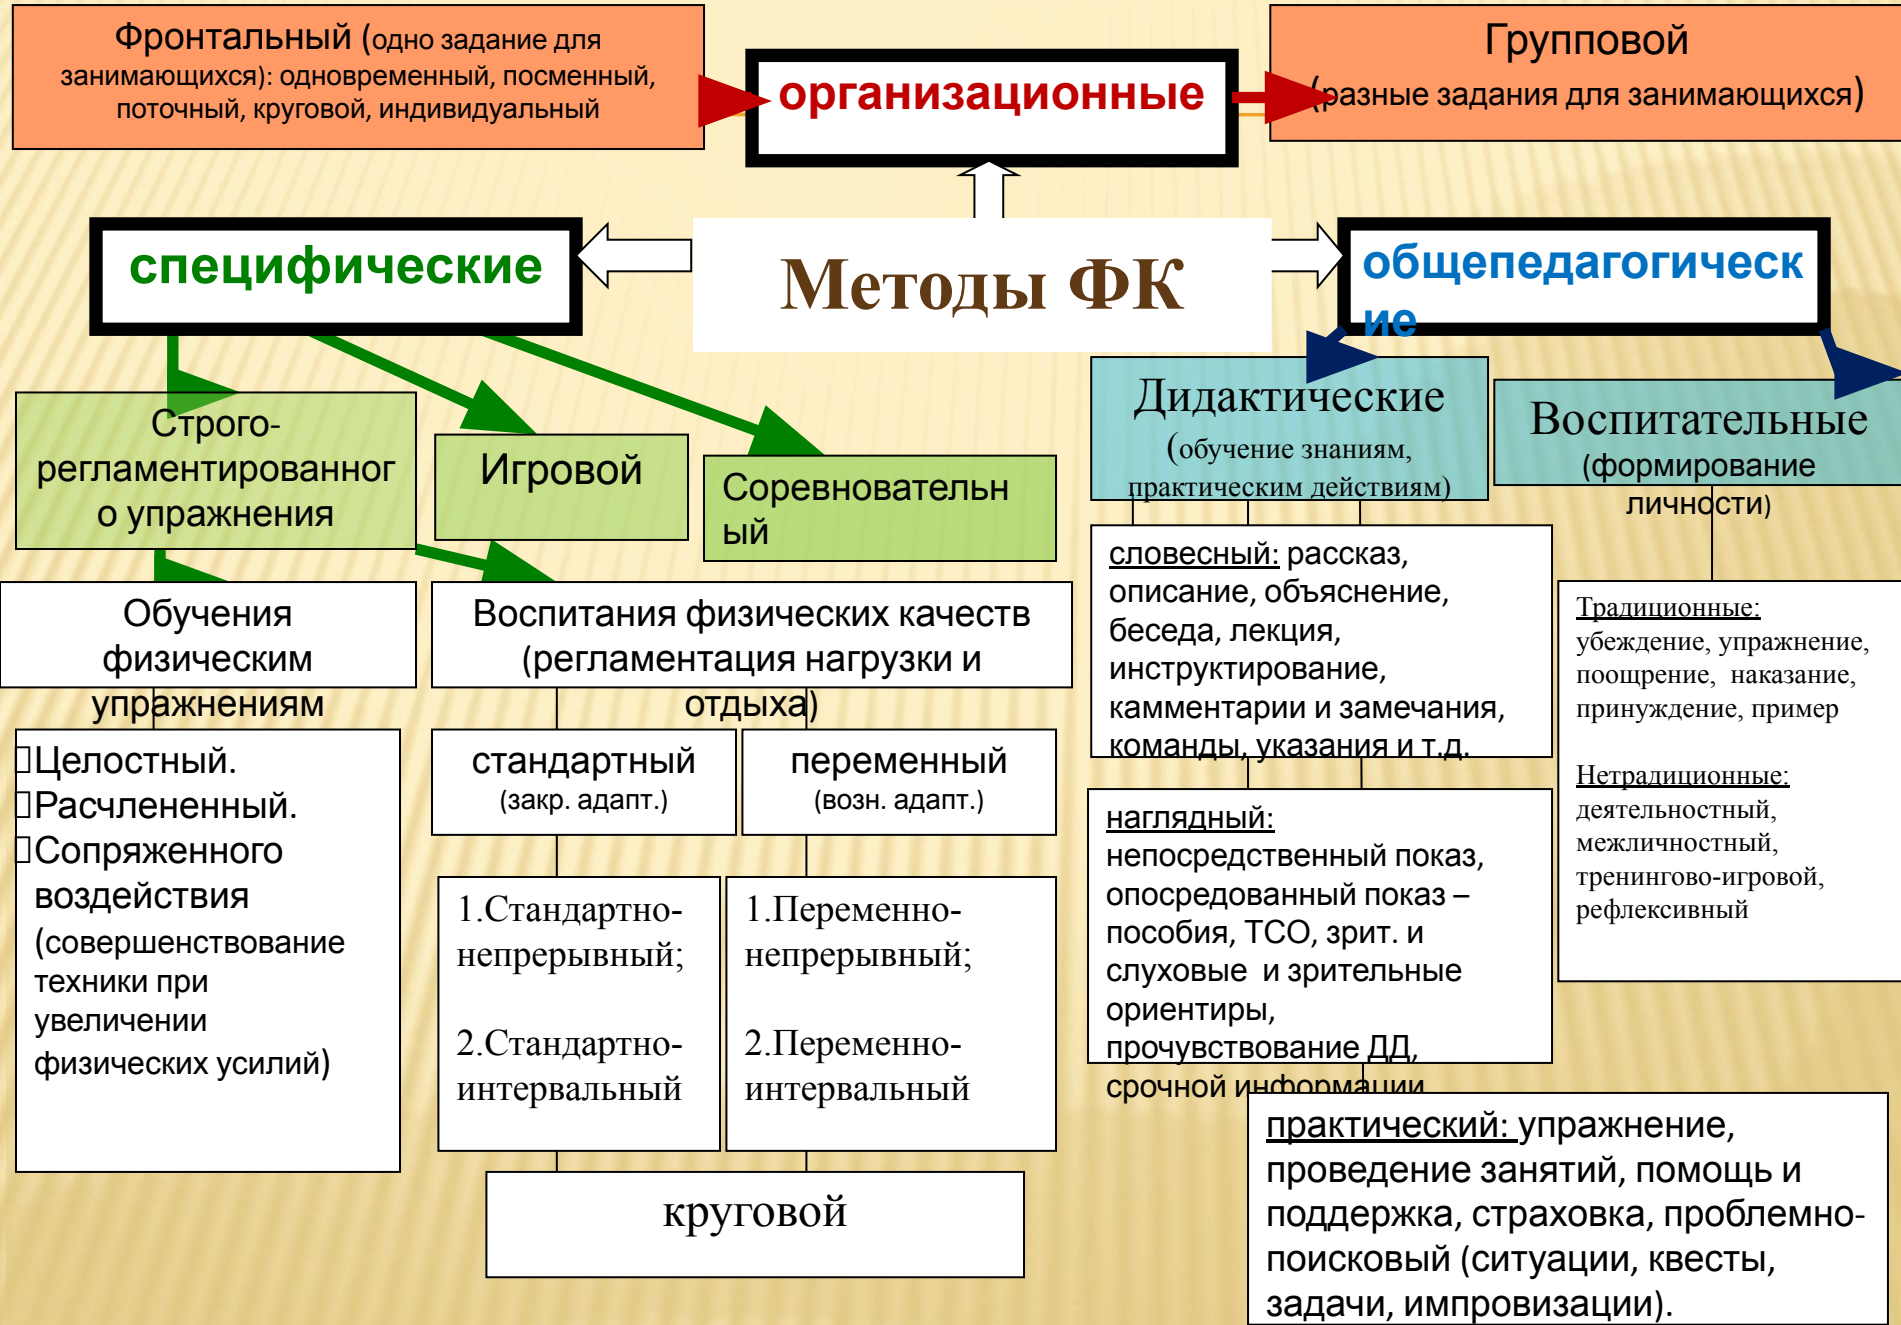 Фронтальный (одно задание для
занимающихся): одновременный, посменный,
поточный, круговой, индивидуальный
организационные
Групповой
(разные задания для занимающихся)
специфические
Методы ФК
общепедагогическ
ие
Строго-
регламентированног
о упражнения
Игровой
Соревновательн
ый
Дидактические
(обучение знаниям,
практическим действиям)
Воспитательные
(формирование
личности)
Обучения
физическим
упражнениям
Воспитания физических качеств
(регламентация нагрузки и
отдыха)
Целостный.
Расчлененный.
Сопряженного
воздействия
(совершенствование
техники при
увеличении
физических усилий)
стандартный
(закр. адапт.)
переменный
(возн. адапт.)
1.Стандартно-
непрерывный;
2.Стандартно-
интервальный
1.Переменно-
непрерывный;
2.Переменно-
интервальный
круговой
словесный: рассказ,
описание, объяснение,
беседа, лекция,
инструктирование,
камментарии и замечания,
команды, указания и т.д.
наглядный:
непосредственный показ,
опосредованный показ –
пособия, ТСО, зрит. и
слуховые и зрительные
ориентиры,
прочувствование ДД,
срочной информации
практический: упражнение,
проведение занятий, помощь и
поддержка, страховка, проблемно-
поисковый (ситуации, квесты,
задачи, импровизации).
Традиционные:
убеждение, упражнение,
поощрение, наказание,
принуждение, пример
Нетрадиционные:
деятельностный,
межличностный,
тренингово-игровой,
рефлексивный